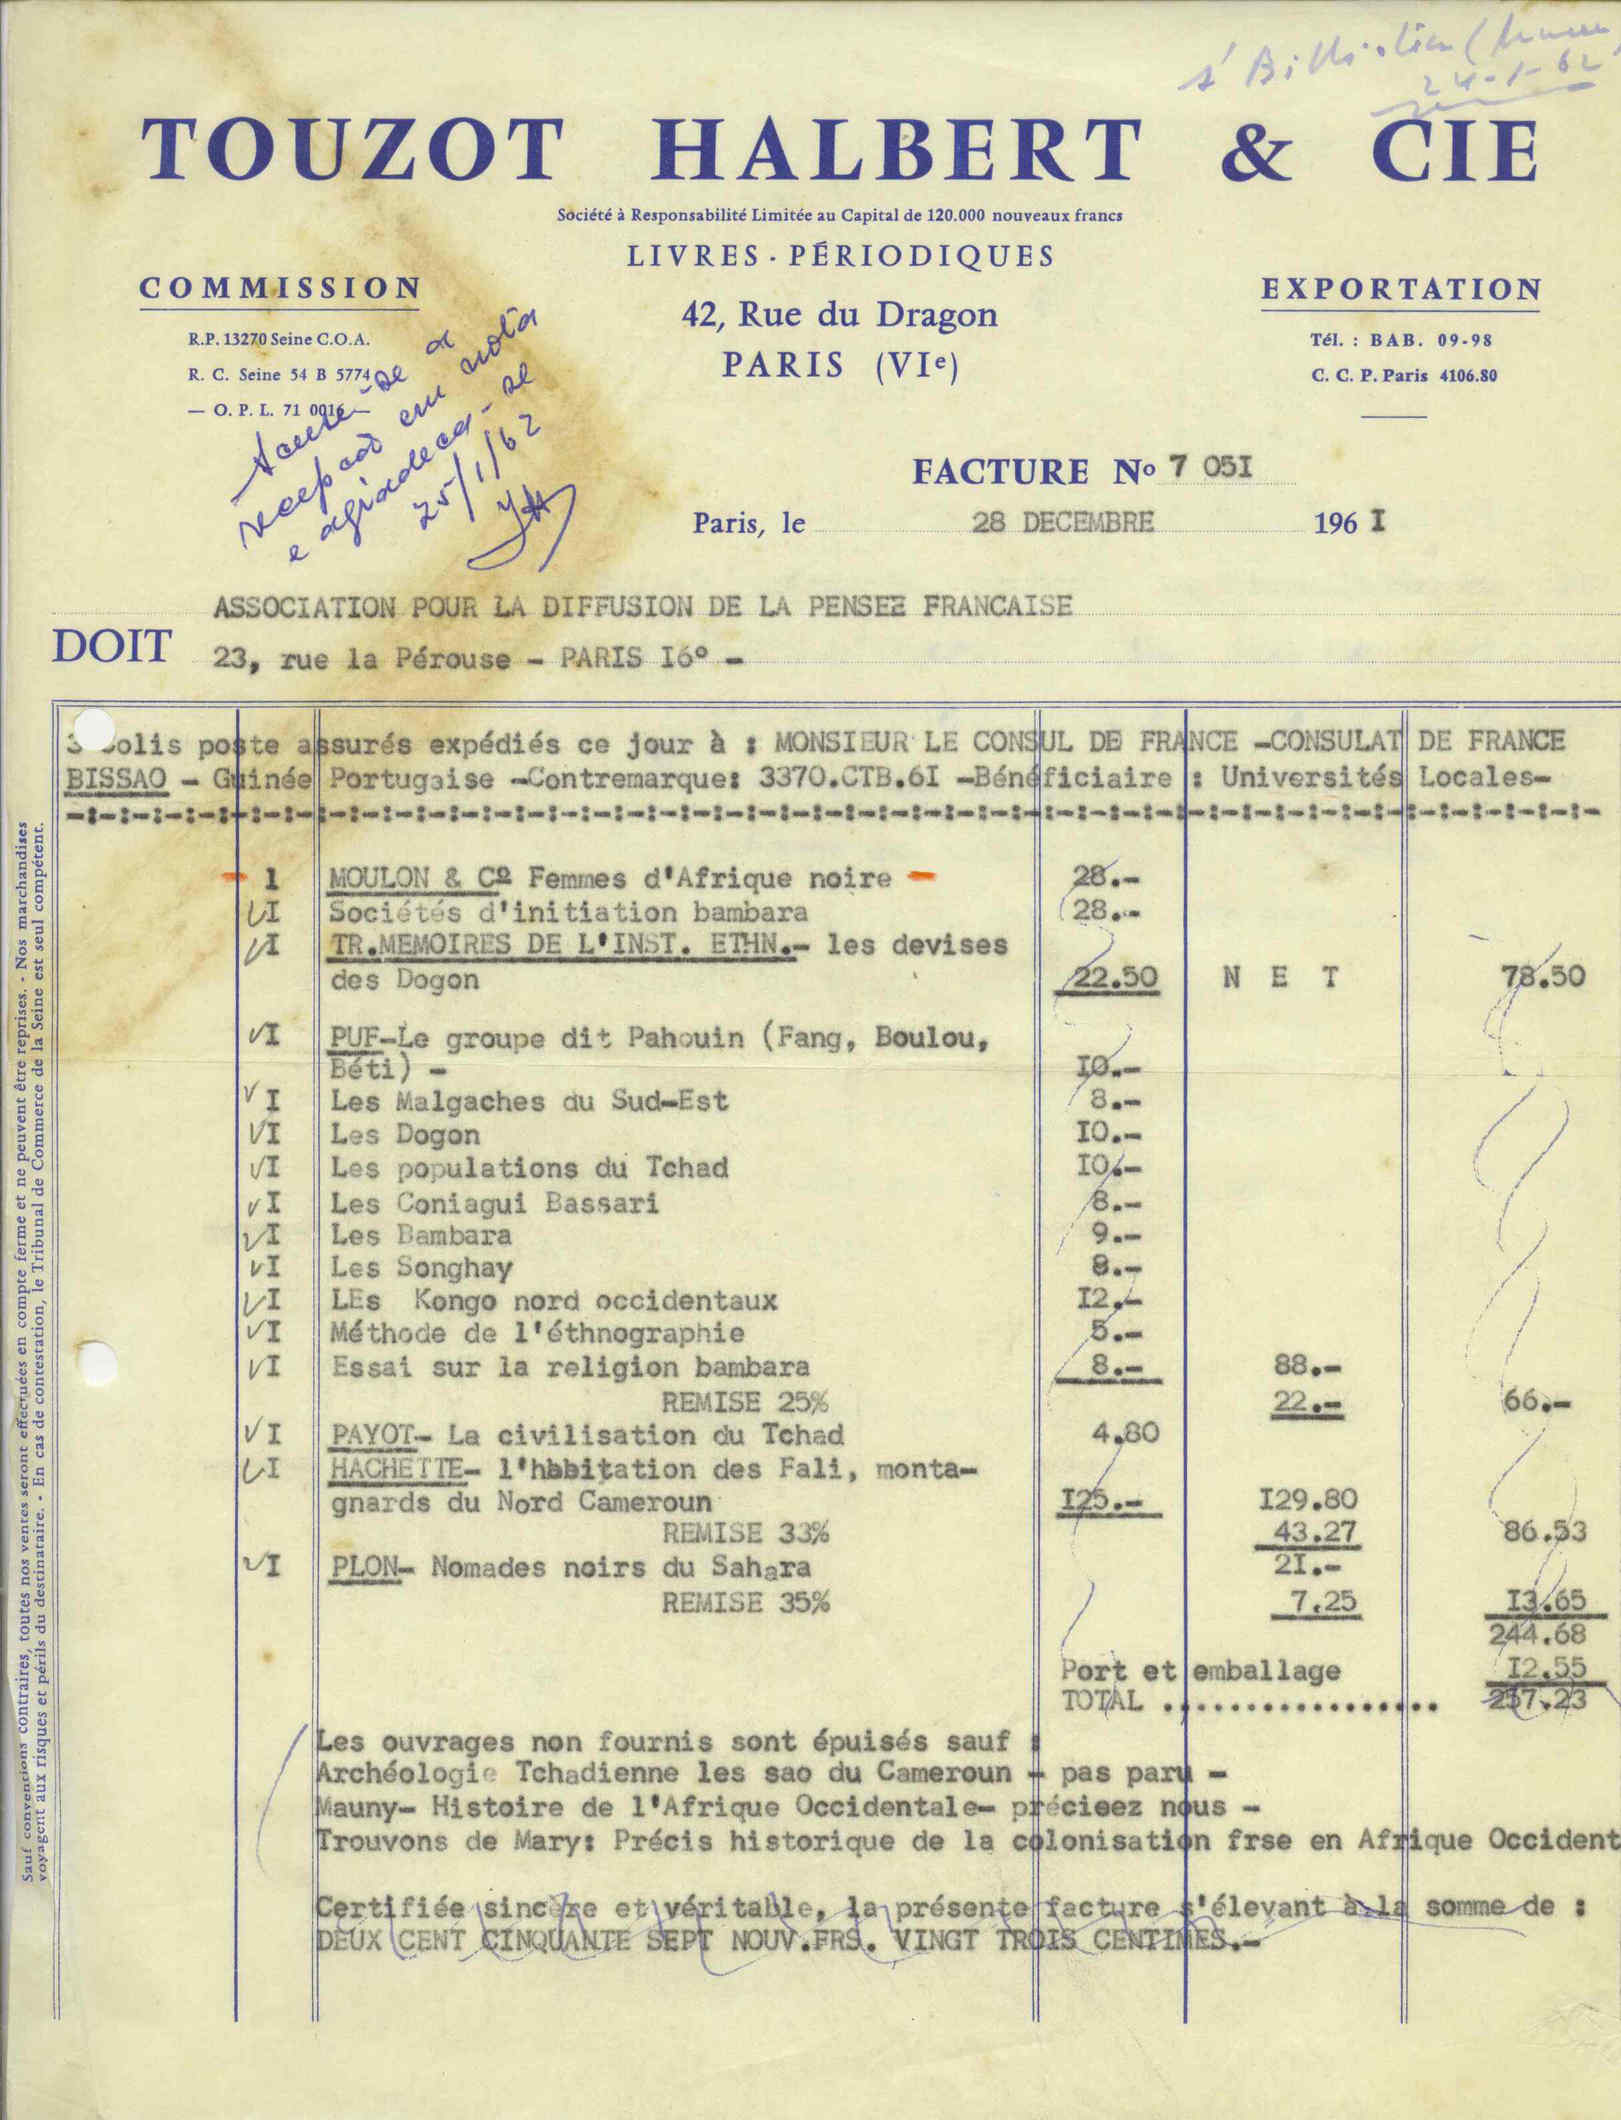 24-1-62
TOUZOT HALBERT & CIE
Société à Responsabilité Limitée au Capital de 120.000 nouveaux francs
LIVRES - PÉRIODIQUES
COMMISSION
R.P. 13270 Seine C.O.A.
R. C. Seine 54 B 5774
— O. P. L. 71 0016 —
42, Rue du Dragon
PARIS (VIe)
EXPORTATION
Tél. : BAB. 09-98
C. C. P. Paris 4106.80
em nota
e agradeça-se
25/1/62
FACTURE No 7 05I
Paris, le 28 DECEMBRE 196 I
DOIT
ASSOCIATION POUR LA DIFFUSION DE LA PENSEE FRANCAISE
23, rue la Pérouse - PARIS I6° -
3 colis poste assurés expédiés ce jour à : MONSIEUR LE CONSUL DE FRANCE -CONSULAT DE FRANCE
BISSAO - Guinée Portugaise -Contremarque: 3370.CTB.6I -Bénéficiaire : Universités Locales-
1 MOULON & C° Femmes d'Afrique noire - 28.-
I Sociétés d'initiation bambara 28.-
I TR.MEMOIRES DE L'INST. ETHN.- les devises
des Dogon 22.50 N E T 78.50
I PUF-Le groupe dit Pahouin (Fang, Boulou,
Béti) - I0.-
I Les Malgaches du Sud-Est 8.-
I Les Dogon I0.-
I Les populations du Tchad I0.-
I Les Coniagui Bassari 8.-
I Les Bambara 9.-
I Les Songhay 8.-
I LEs Kongo nord occidentaux I2.-
I Méthode de l'éthnographie 5.-
I Essai sur la religion bambara 8.- 88.-
REMISE 25% 22.- 66.-
I PAYOT- La civilisation du Tchad 4.80
I HACHETTE- l'habitation des Fali, monta-
gnards du Nord Cameroun I25.- I29.80
REMISE 33% 43.27 86.53
I PLON- Nomades noirs du Sahara 2I.-
REMISE 35% 7.25 I3.65
244.68
Port et emballage I2.55
TOTAL ................. 257.23
Les ouvrages non fournis sont épuisés sauf :
Archéologie Tchadienne les sao du Cameroun - pas paru -
Mauny- Histoire de l'Afrique Occidentale- précieez nous -
Trouvons de Mary: Précis historique de la colonisation frse en Afrique Occident
Certifiée sincère et véritable, la présente facture s'élevant à la somme de :
DEUX CENT CINQUANTE SEPT NOUV.FRS. VINGT TROIS CENTIMES.-
Sauf conventions contraires, toutes nos ventes seront effectuées en compte ferme et ne peuvent être reprises. - Nos marchandises
voyagent aux risques et périls du destinataire. - En cas de contestation, le Tribunal de Commerce de la Seine est seul compétent.